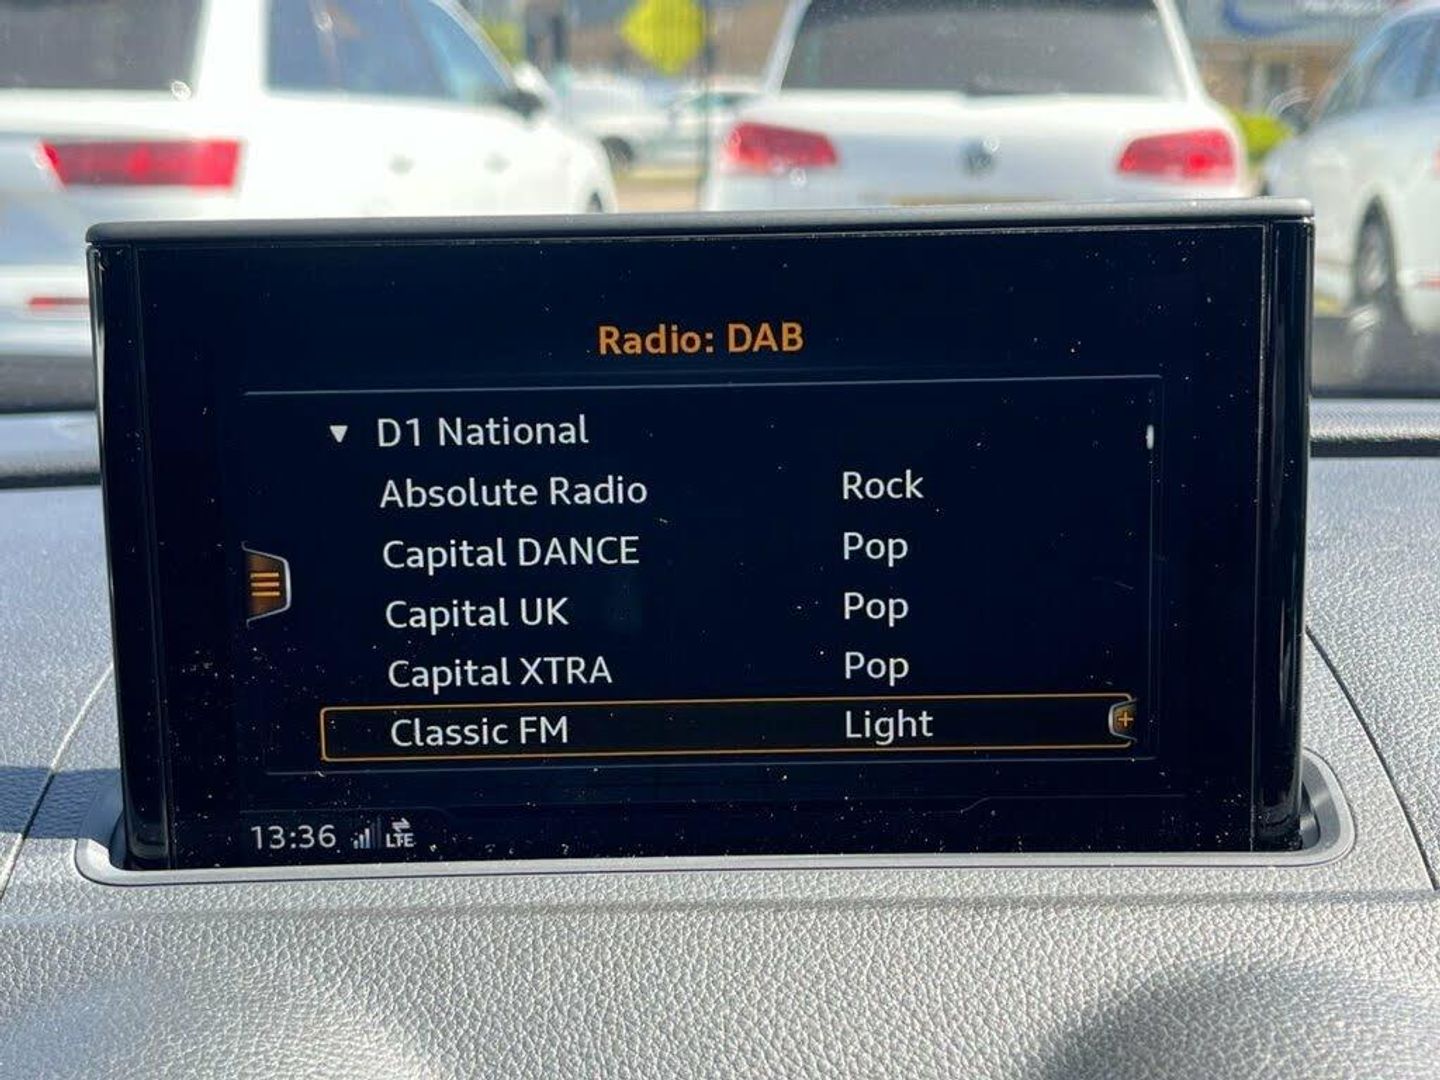 Radio: DAB
▼ D1 National
Absolute Radio Rock
Capital DANCE Pop
Capital UK Pop
Capital XTRA Pop
Classic FM Light +
13:36 LTE